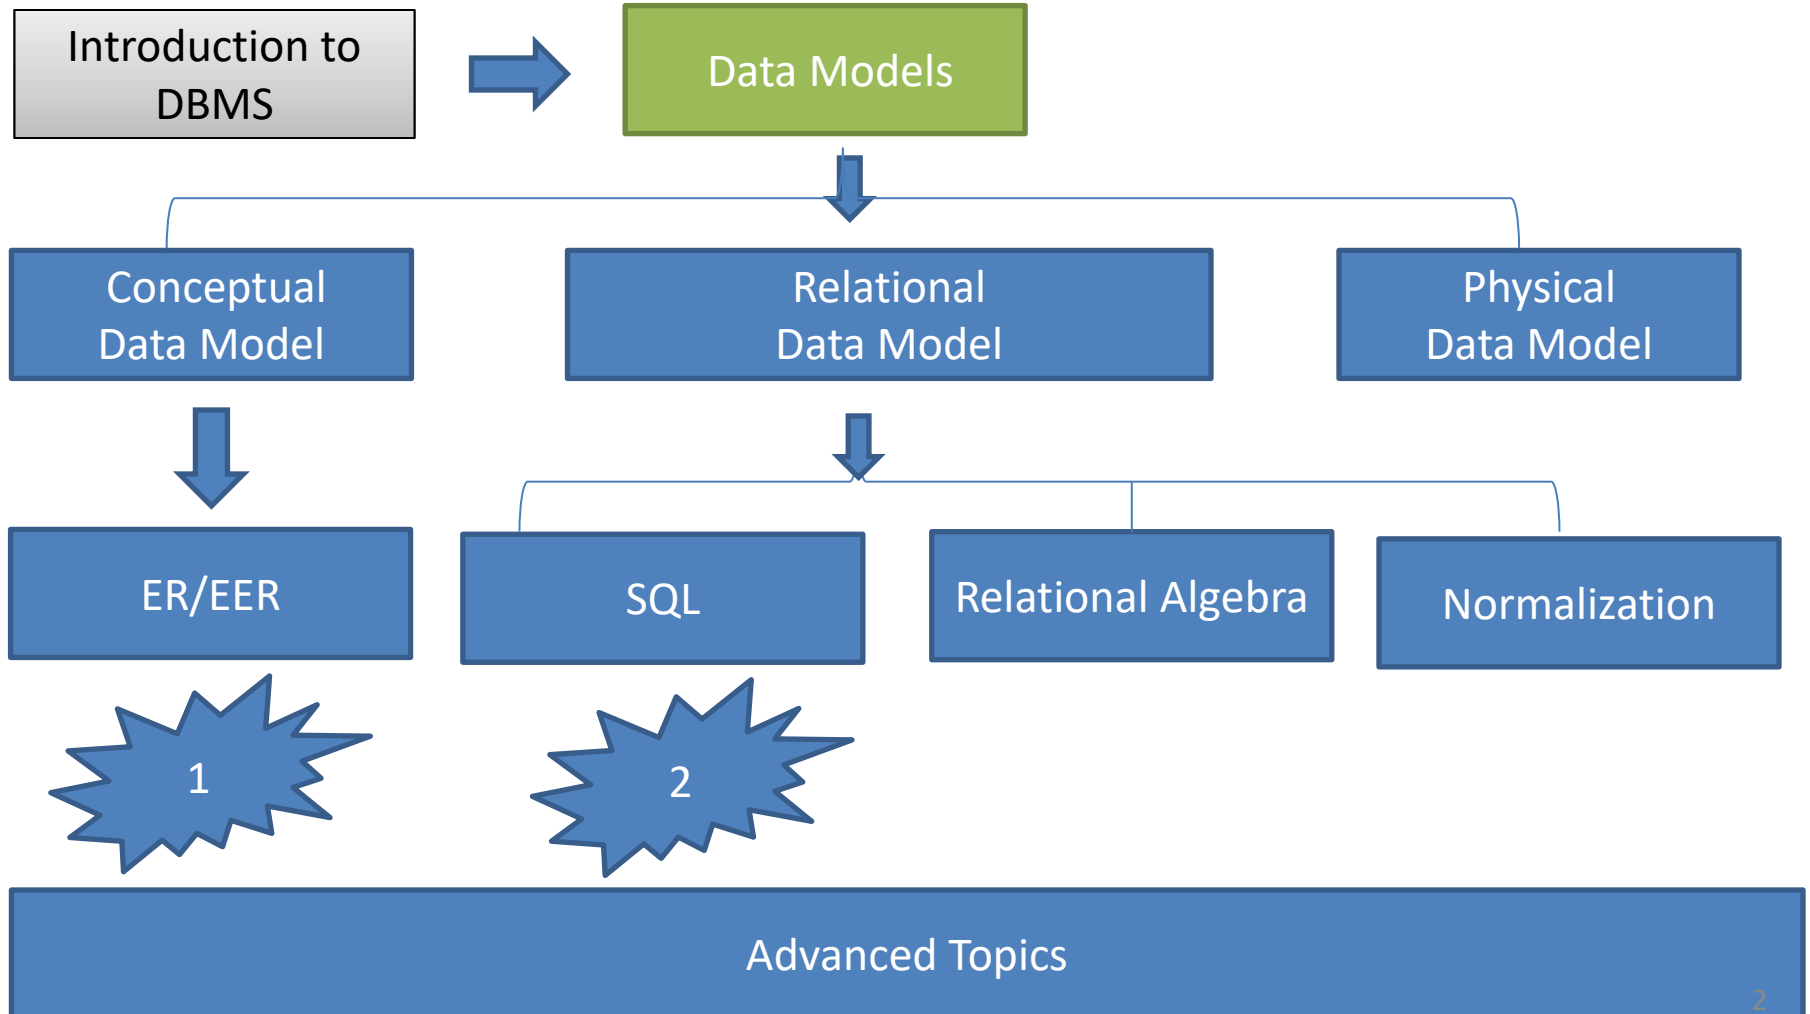 Introduction to
DBMS
Data Models
Conceptual
Data Model
Relational
Data Model
Physical
Data Model
ER/EER
SQL
Relational Algebra
Normalization
1
2
Advanced Topics
2